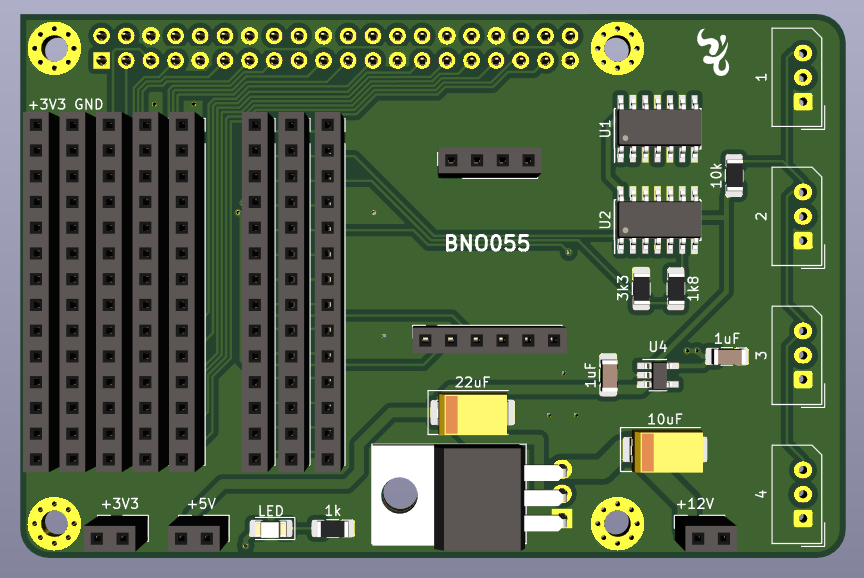 1
+3V3 GND
U1
10k
U2
2
BNO055
3k3
1k8
U4
1uF
3
1uF
22uF
10uF
4
+3V3
+5V
LED
1k
+12V